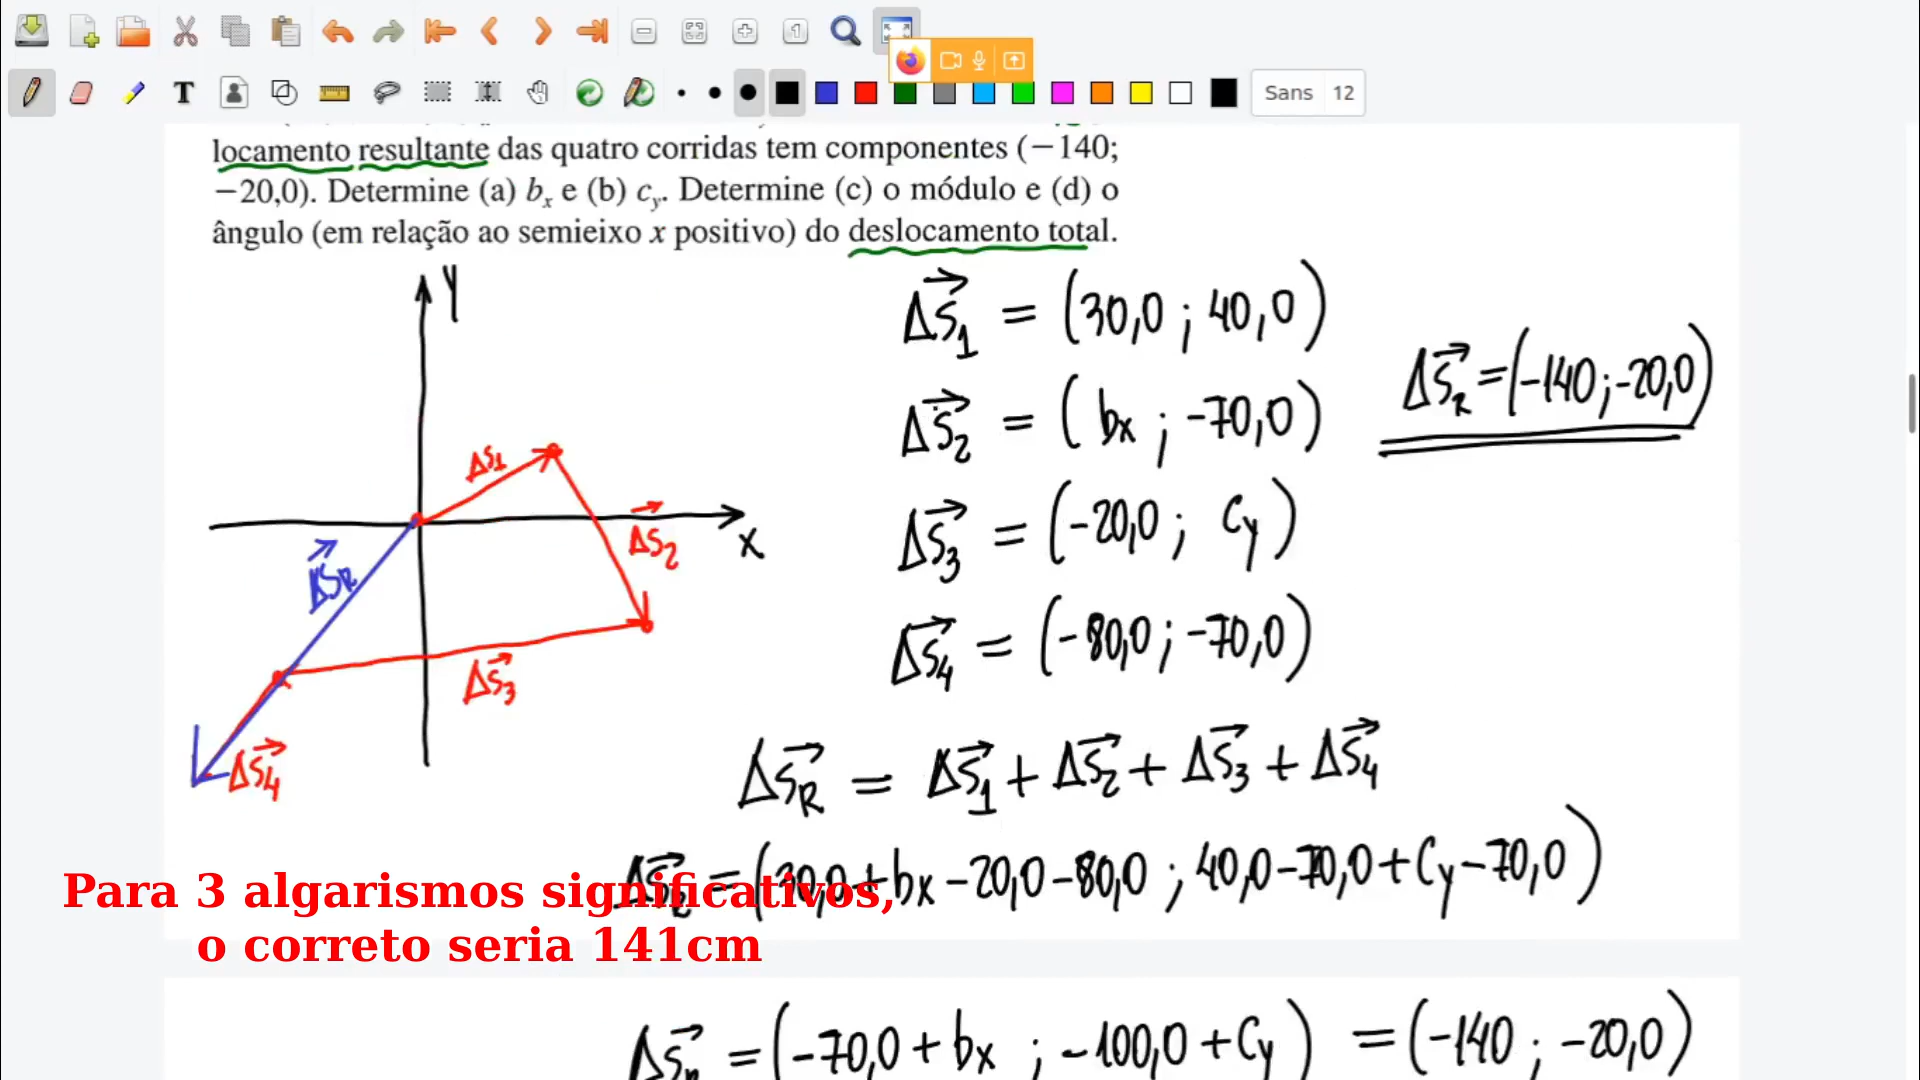 T
Sans 12
locamento resultante das quatro corridas tem componentes (−140;
−20,0). Determine (a) bx e (b) cy. Determine (c) o módulo e (d) o
ângulo (em relação ao semieixo x positivo) do deslocamento total.
Y
X
ΔS1
ΔS2
ΔS3
ΔS4
ΔSR
ΔS1 = (30,0 ; 40,0)
ΔSR = (-140 ; -20,0)
ΔS2 = ( bx ; -70,0)
ΔS3 = (-20,0 ; Cy)
ΔS4 = (-80,0 ; -70,0)
ΔSR = ΔS1 + ΔS2 + ΔS3 + ΔS4
ΔSR = (30,0 + bx - 20,0 - 80,0 ; 40,0 - 70,0 + Cy - 70,0)
Para 3 algarismos significativos,
o correto seria 141cm
ΔSR = (-70,0 + bx ; -100,0 + Cy) = (-140 ; -20,0)